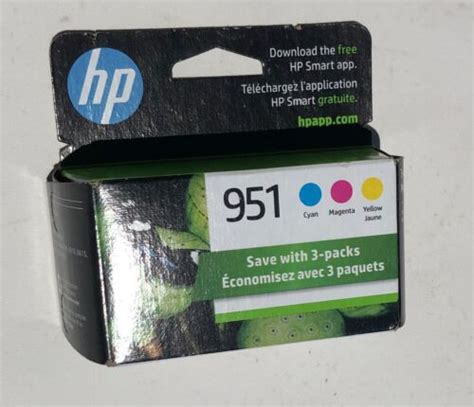 hp
Download the free
HP Smart app.
Téléchargez l'application
HP Smart gratuite.
hpapp.com
951
Cyan
Magenta
Yellow
Jaune
Save with 3-packs
Économisez avec 3 paquets